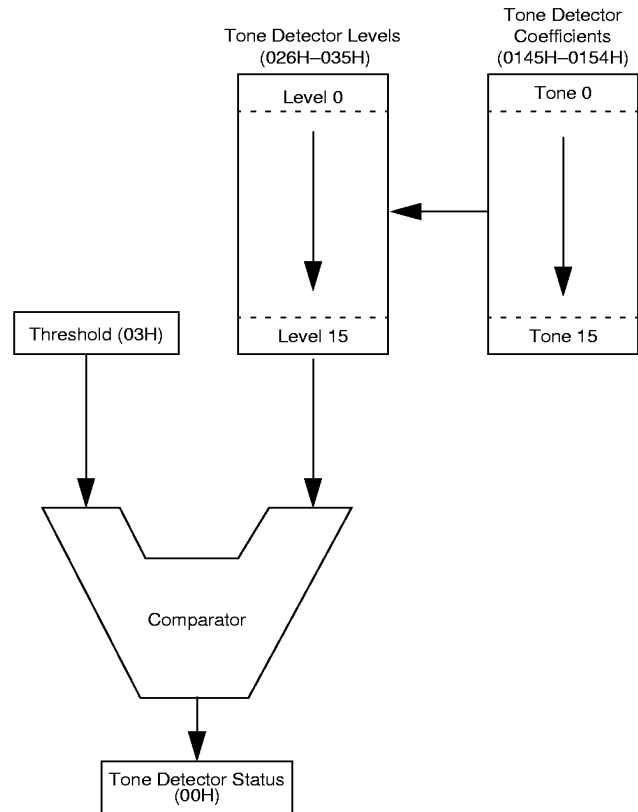 Tone Detector Levels
(026H–035H)
Tone Detector
Coefficients
(0145H–0154H)
Level 0
Tone 0
Threshold (03H)
Level 15
Tone 15
Comparator
Tone Detector Status
(00H)